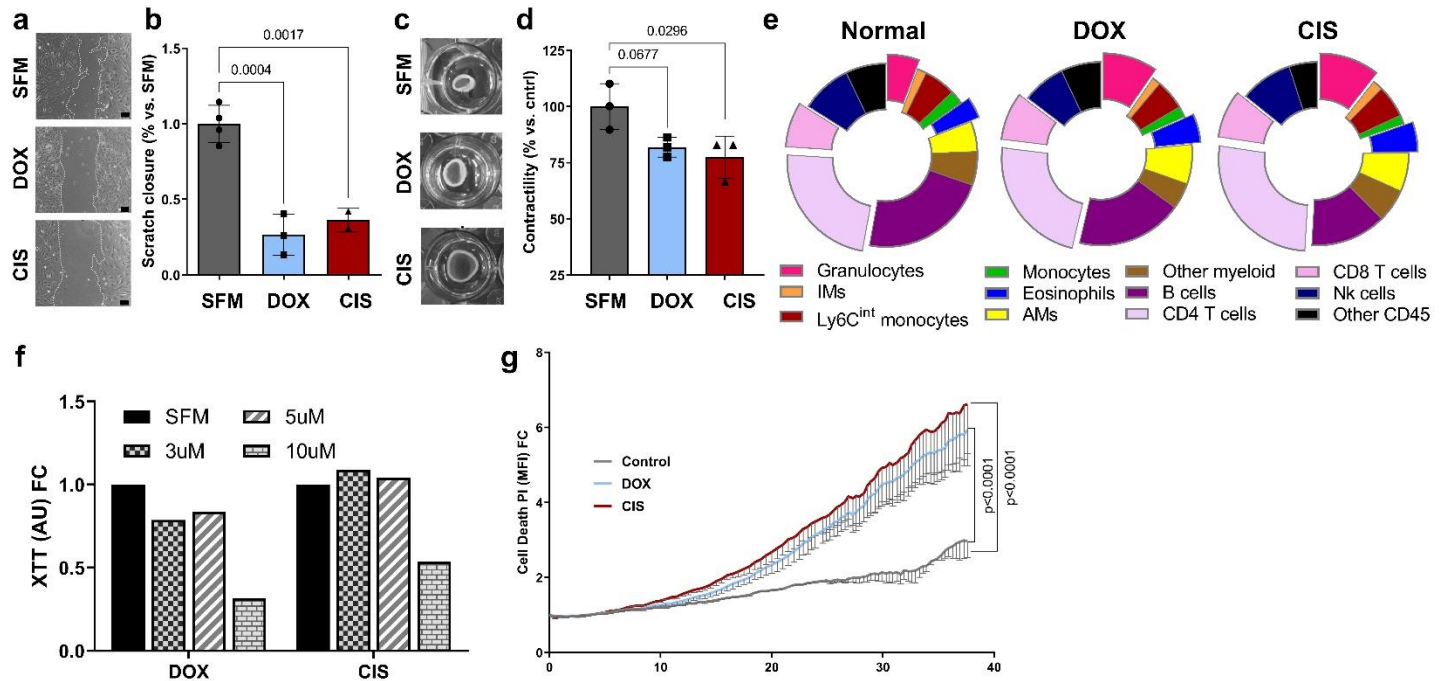 a
SFM
DOX
CIS
b
Scratch closure (% vs. SFM)
1.5
1.0
0.5
0.0
0.0017
0.0004
SFM DOX CIS
c
SFM
DOX
CIS
d
Contractility (% vs. cntrl)
125
100
75
50
25
0.0296
0.0677
SFM DOX CIS
e
Normal DOX CIS
Granulocytes
IMs
Ly6Cint monocytes
Monocytes
Eosinophils
AMs
Other myeloid
B cells
CD4 T cells
CD8 T cells
Nk cells
Other CD45
f
XTT (AU) FC
1.5
1.0
0.5
0.0
SFM 5uM
3uM 10uM
DOX CIS
g
Cell Death PI (MFI) FC
8
6
4
2
0
Control
DOX
CIS
p<0.0001
p<0.0001
0 10 20 30 40